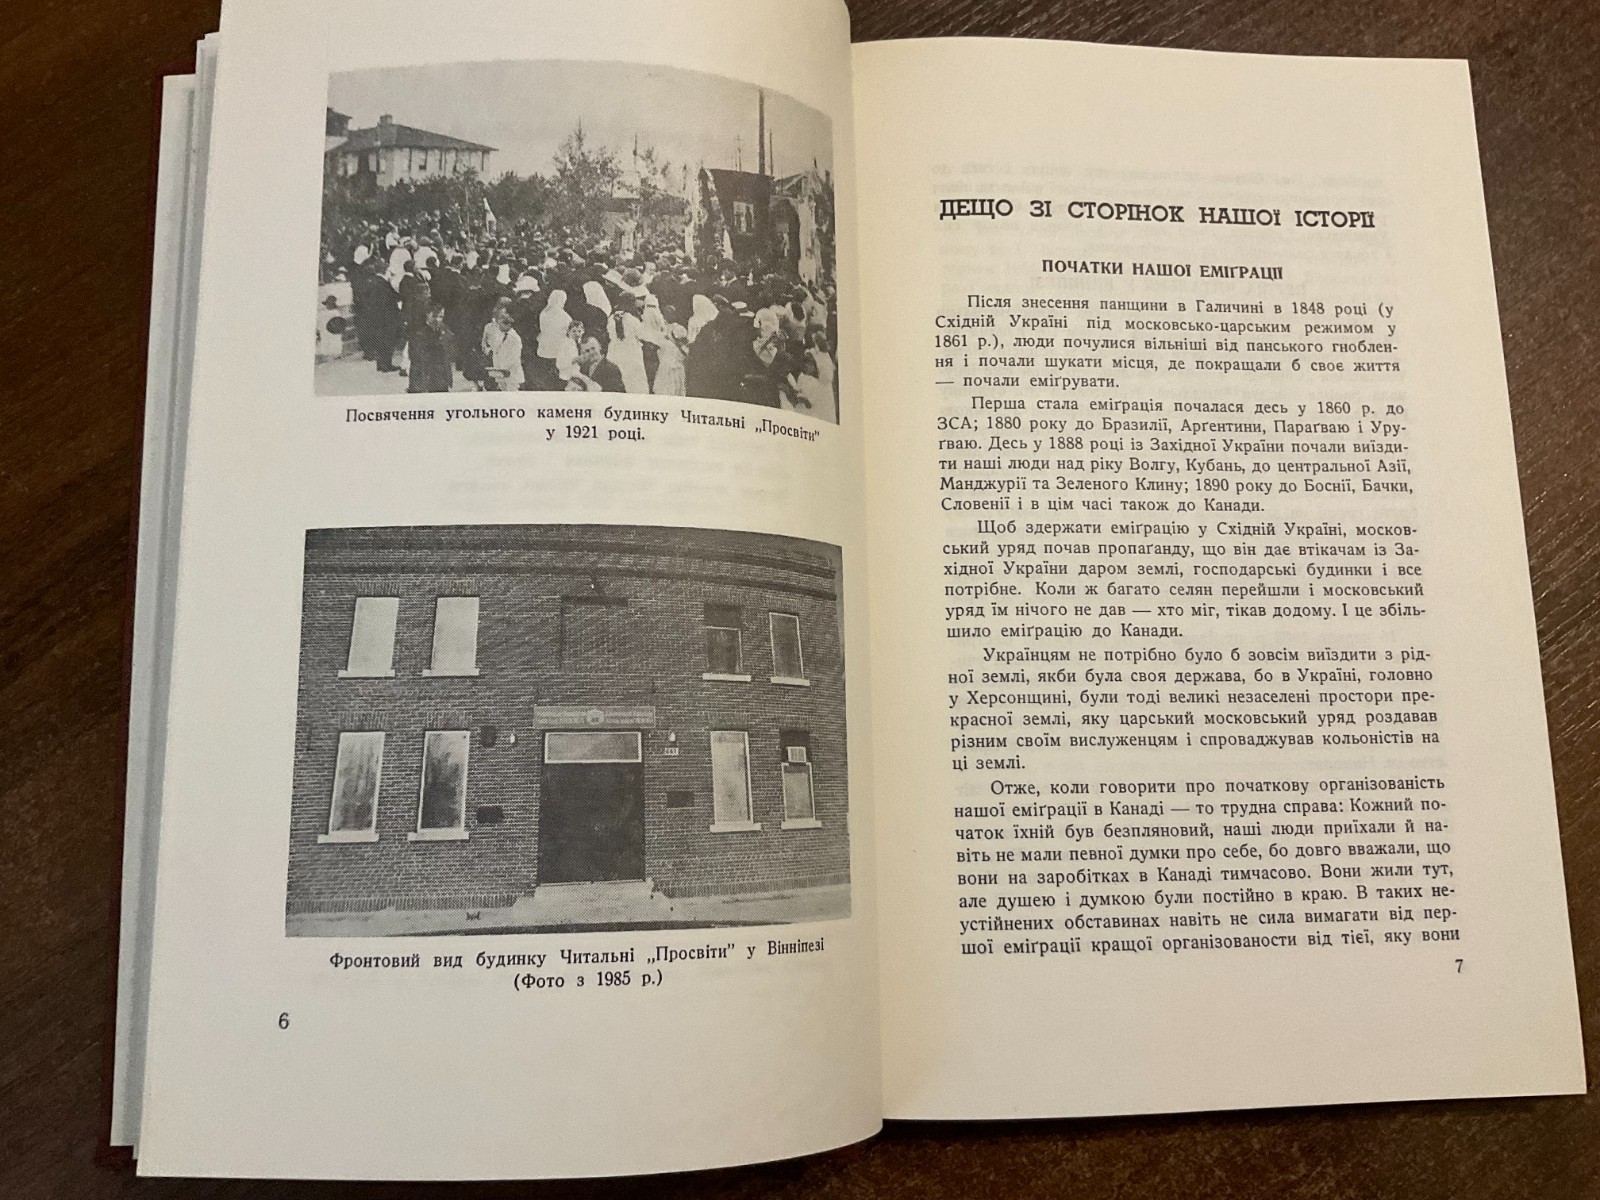 Посвячення угольного каменя будинку Читальні „Просвіти"
у 1921 році.
Фронтовий вид будинку Читальні „Просвіти" у Вінніпезі
(Фото з 1985 р.)
6
ДЕЩО ЗІ СТОРІНОК НАШОЇ ІСТОРІЇ
ПОЧАТКИ НАШОЇ ЕМІҐРАЦІЇ
Після знесення панщини в Галичині в 1848 році (у
Східній Україні під московсько-царським режимом у
1861 р.), люди почулися вільніші від панського гноблен-
ня і почали шукати місця, де покращали б своє життя
— почали еміґрувати.
Перша стала еміґрація почалася десь у 1860 р. до
ЗСА; 1880 року до Бразилії, Арґентини, Параґваю і Уру-
ґваю. Десь у 1888 році із Західної України почали виїзди-
ти наші люди над ріку Волгу, Кубань, до центральної Азії,
Манджурії та Зеленого Клину; 1890 року до Боснії, Бачки,
Словенії і в цім часі також до Канади.
Щоб здержати еміґрацію у Східній Україні, москов-
ський уряд почав пропаґанду, що він дає втікачам із За-
хідної України даром землі, господарські будинки і все
потрібне. Коли ж багато селян перейшли і московський
уряд їм нічого не дав — хто міг, тікав додому. І це збіль-
шило еміґрацію до Канади.
Українцям не потрібно було б зовсім виїздити з рід-
ної землі, якби була своя держава, бо в Україні, головно
у Херсонщині, були тоді великі незаселені простори пре-
красної землі, яку царський московський уряд роздавав
різним своїм вислуженцям і спроваджував кольоністів на
ці землі.
Отже, коли говорити про початкову організованість
нашої еміґрації в Канаді — то трудна справа: Кожний по-
чаток їхній був безпляновий, наші люди приїхали й на-
віть не мали певної думки про себе, бо довго вважали, що
вони на заробітках в Канаді тимчасово. Вони жили тут,
але душею і думкою були постійно в краю. В таких не-
устійнених обставинах навіть не сила вимагати від пер-
шої еміґрації кращої організованости від тієї, яку вони
7